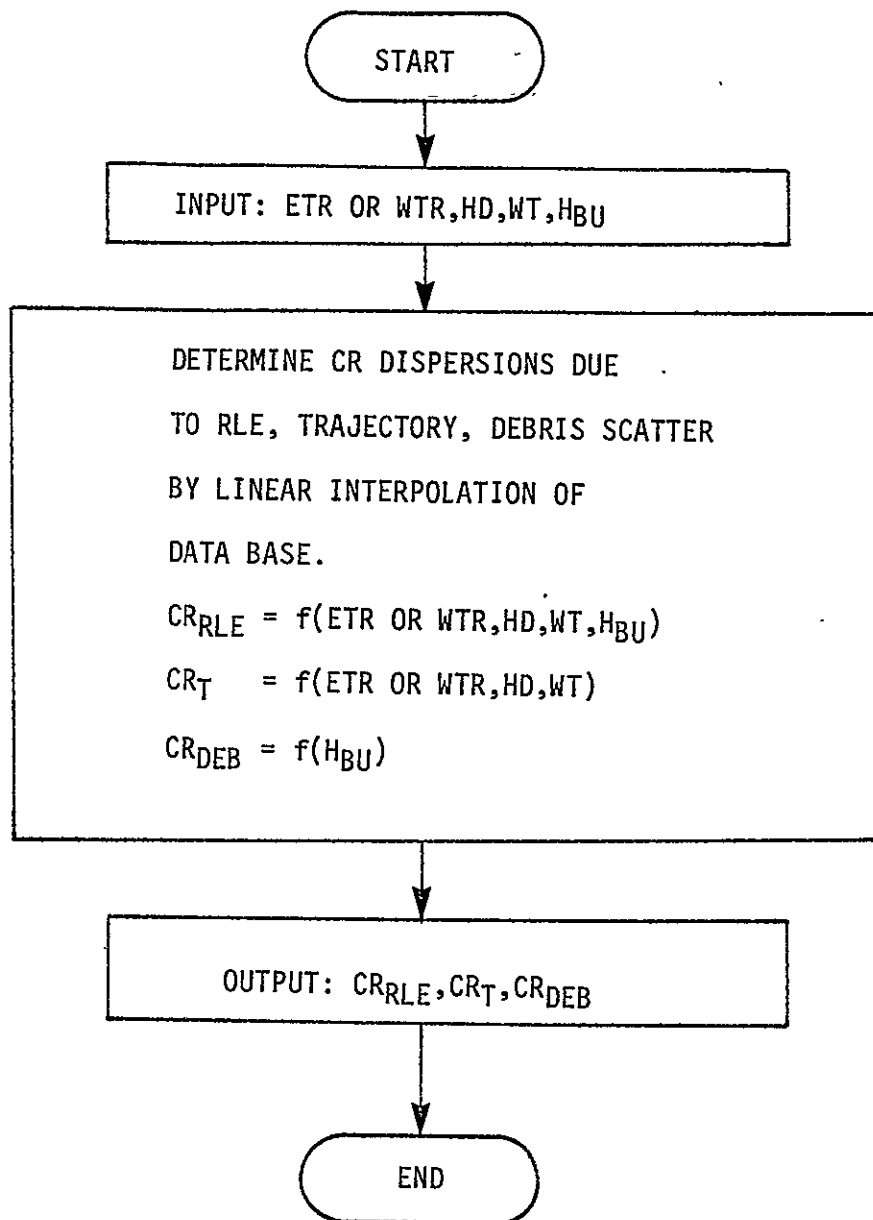 START
INPUT: ETR OR WTR,HD,WT,HBU
DETERMINE CR DISPERSIONS DUE
TO RLE, TRAJECTORY, DEBRIS SCATTER
BY LINEAR INTERPOLATION OF
DATA BASE.
CRRLE = f(ETR OR WTR,HD,WT,HBU)
CRT = f(ETR OR WTR,HD,WT)
CRDEB = f(HBU)
OUTPUT: CRRLE,CRT,CRDEB
END